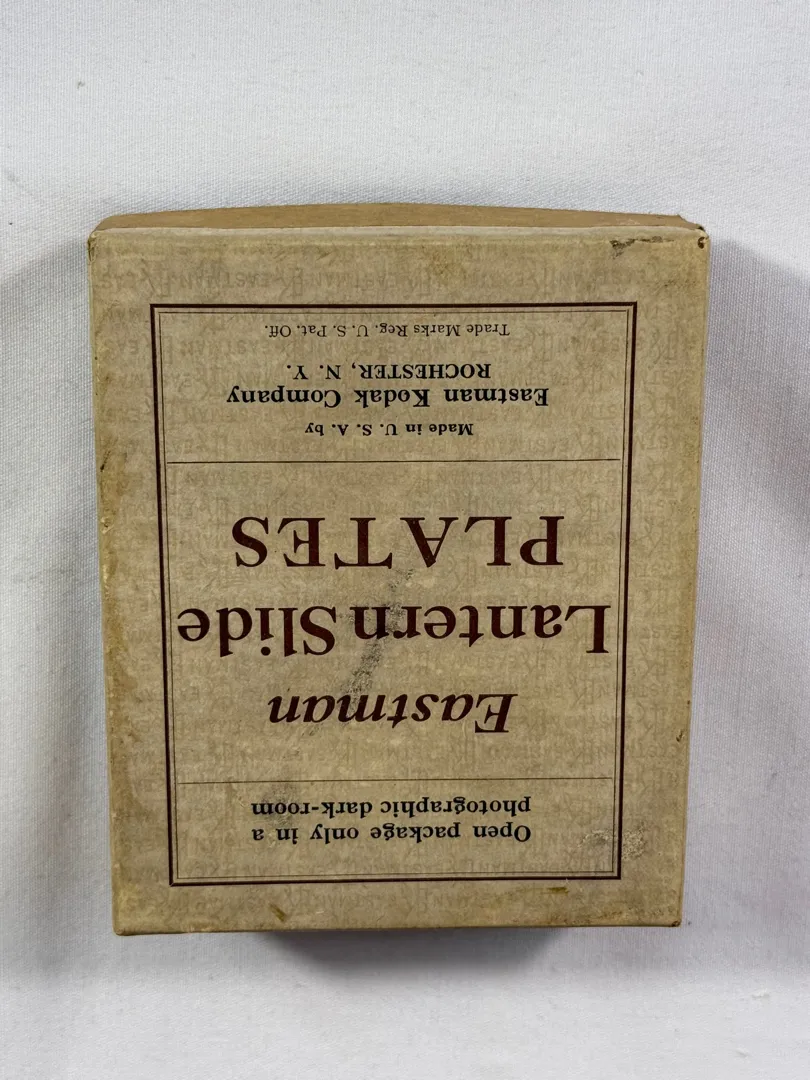 Open package only in a
photographic dark-room
Eastman
Lantern Slide
PLATES
Made in U. S. A. by
Eastman Kodak Company
ROCHESTER, N. Y.
Trade Marks Reg. U. S. Pat. Off.